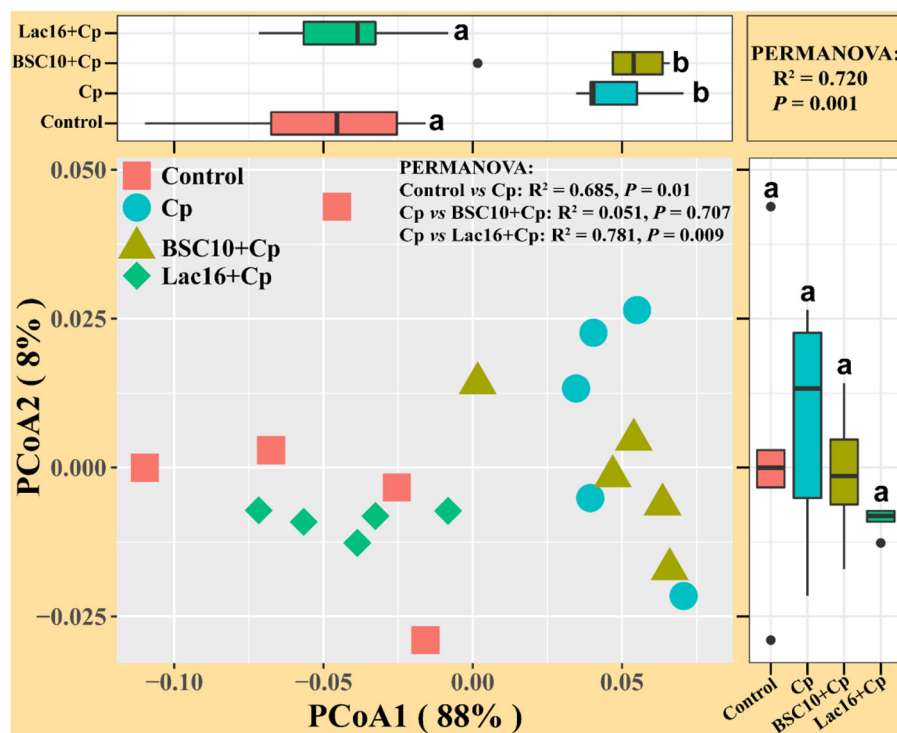 Lac16+Cp
BSC10+Cp
Cp
Control
a
b
b
a
PERMANOVA:
R² = 0.720
P = 0.001
PCoA2 ( 8%)
0.050
0.025
0.000
−0.025
Control
Cp
BSC10+Cp
Lac16+Cp
PERMANOVA:
Control vs Cp: R² = 0.685, P = 0.01
Cp vs BSC10+Cp: R² = 0.051, P = 0.707
Cp vs Lac16+Cp: R² = 0.781, P = 0.009
−0.10
−0.05
0.00
0.05
PCoA1 ( 88%)
a
a
a
a
Control
Cp
BSC10+Cp
Lac16+Cp